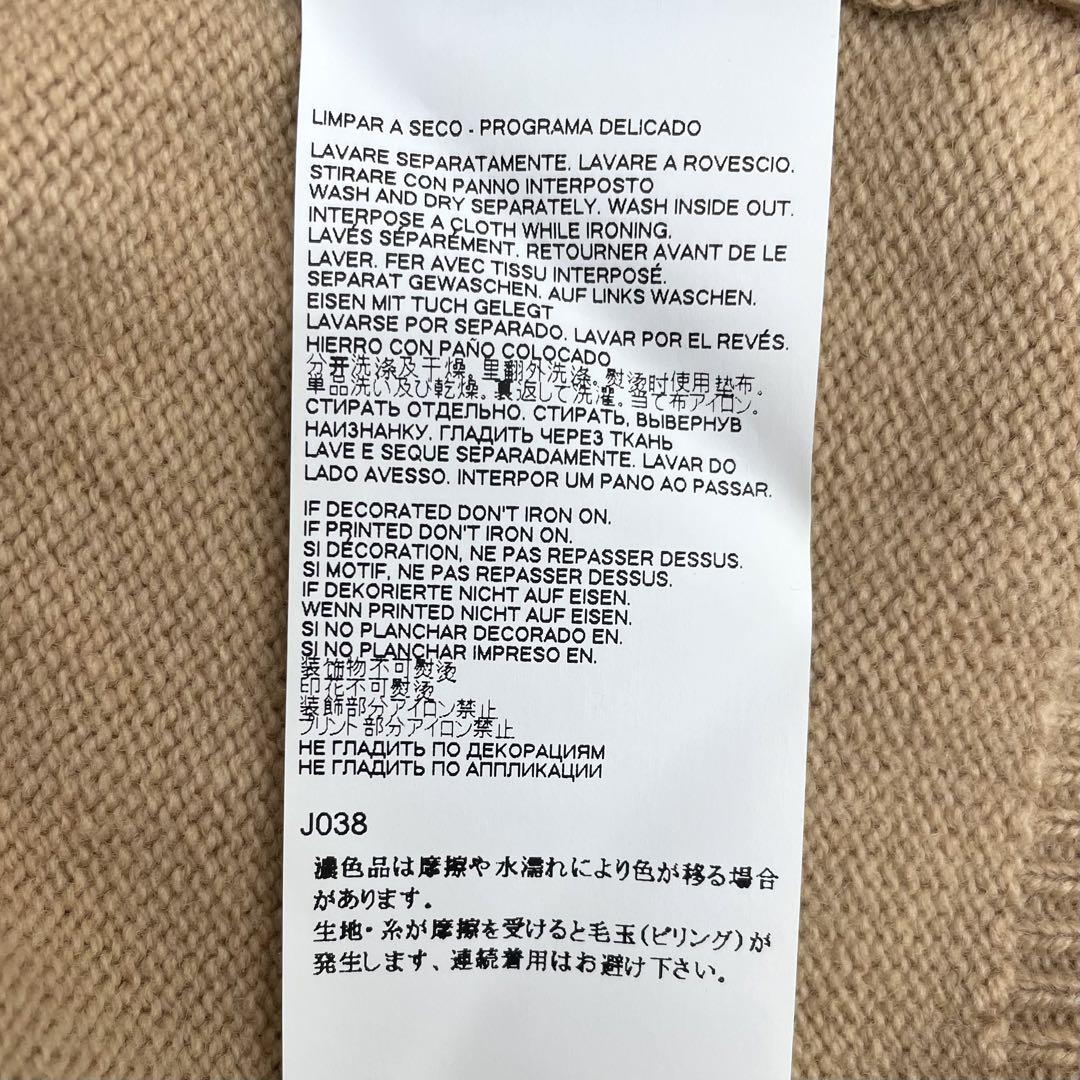 LIMPAR A SECO - PROGRAMA DELICADO
LAVARE SEPARATAMENTE. LAVARE A ROVESCIO.
STIRARE CON PANNO INTERPOSTO
WASH AND DRY SEPARATELY. WASH INSIDE OUT.
INTERPOSE A CLOTH WHILE IRONING.
LAVÉS SÉPARÉMENT. RETOURNER AVANT DE LE
LAVER. FER AVEC TISSU INTERPOSÉ.
SEPARAT GEWASCHEN. AUF LINKS WASCHEN.
EISEN MIT TUCH GELEGT
LAVARSE POR SEPARADO. LAVAR POR EL REVÉS.
HIERRO CON PAÑO COLOCADO
分开洗涤及干燥。里翻外洗涤。熨烫时使用垫布。
単品洗い及び乾燥。裏返して洗濯。当て布アイロン。
СТИРАТЬ ОТДЕЛЬНО. СТИРАТЬ, ВЫВЕРНУВ
НАИЗНАНКУ. ГЛАДИТЬ ЧЕРЕЗ ТКАНЬ
LAVE E SEQUE SEPARADAMENTE. LAVAR DO
LADO AVESSO. INTERPOR UM PANO AO PASSAR.
IF DECORATED DON'T IRON ON.
IF PRINTED DON'T IRON ON.
SI DÉCORATION, NE PAS REPASSER DESSUS.
SI MOTIF, NE PAS REPASSER DESSUS.
IF DEKORIERTE NICHT AUF EISEN.
WENN PRINTED NICHT AUF EISEN.
SI NO PLANCHAR DECORADO EN.
SI NO PLANCHAR IMPRESO EN.
装饰物不可熨烫
印花不可熨烫
装飾部分アイロン禁止
プリント部分アイロン禁止
НЕ ГЛАДИТЬ ПО ДЕКОРАЦИЯМ
НЕ ГЛАДИТЬ ПО АППЛИКАЦИИ
J038
濃色品は摩擦や水濡れにより色が移る場合
があります。
生地・糸が摩擦を受けると毛玉(ピリング)が
発生します、連続着用はお避け下さい。